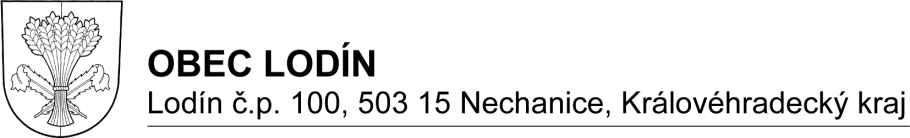 OBEC LODÍN
Lodín č.p. 100, 503 15 Nechanice, Královéhradecký kraj